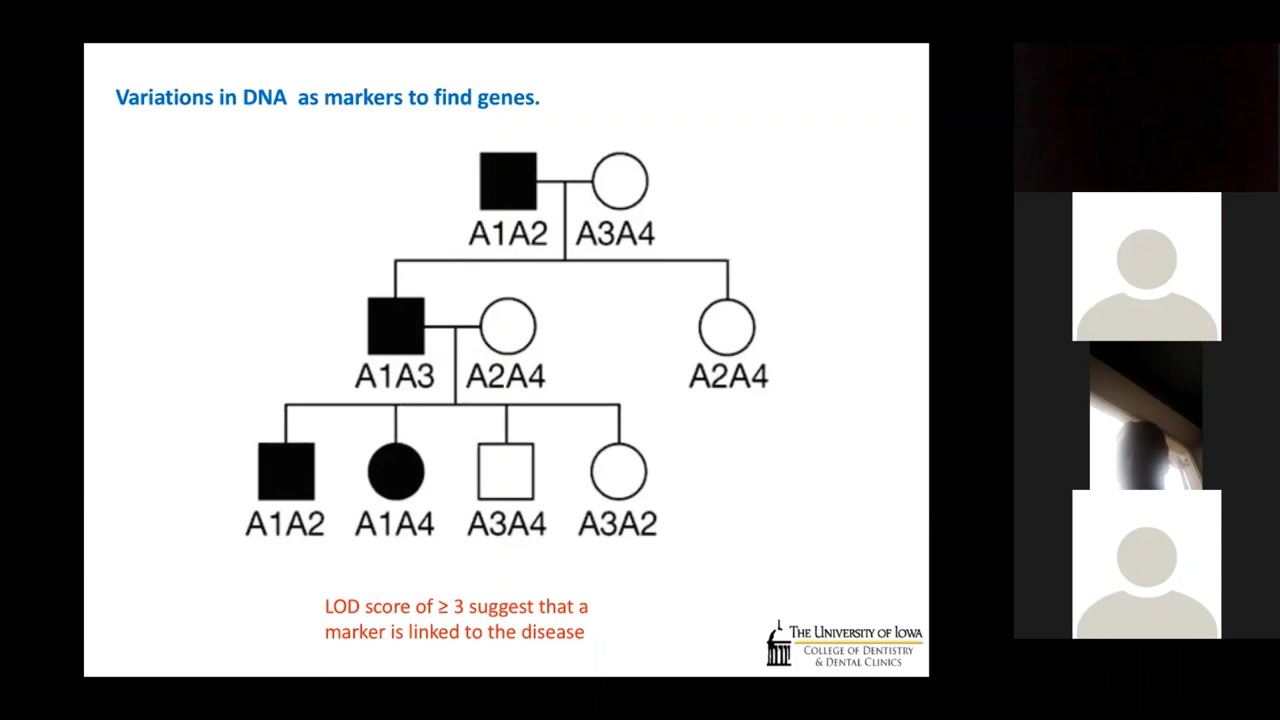 Variations in DNA as markers to find genes.
A1A2 A3A4
A1A3 A2A4 A2A4
A1A2 A1A4 A3A4 A3A2
LOD score of ≥ 3 suggest that a
marker is linked to the disease
THE UNIVERSITY OF IOWA
COLLEGE OF DENTISTRY
& DENTAL CLINICS